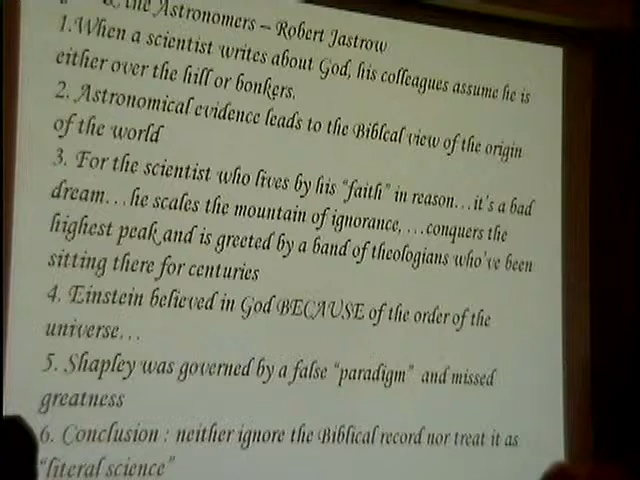 & the Astronomers – Robert Jastrow
1.When a scientist writes about God, his colleagues assume he is
either over the hill or bonkers.
2. Astronomical evidence leads to the Biblcal view of the origin
of the world
3. For the scientist who lives by his "faith" in reason…it's a bad
dream…he scales the mountain of ignorance, …conquers the
highest peak and is greeted by a band of theologians who've been
sitting there for centuries
4. Einstein believed in God BECAUSE of the order of the
universe…
5. Shapley was governed by a false "paradigm" and missed
greatness
6. Conclusion : neither ignore the Biblical record nor treat it as
"literal science"